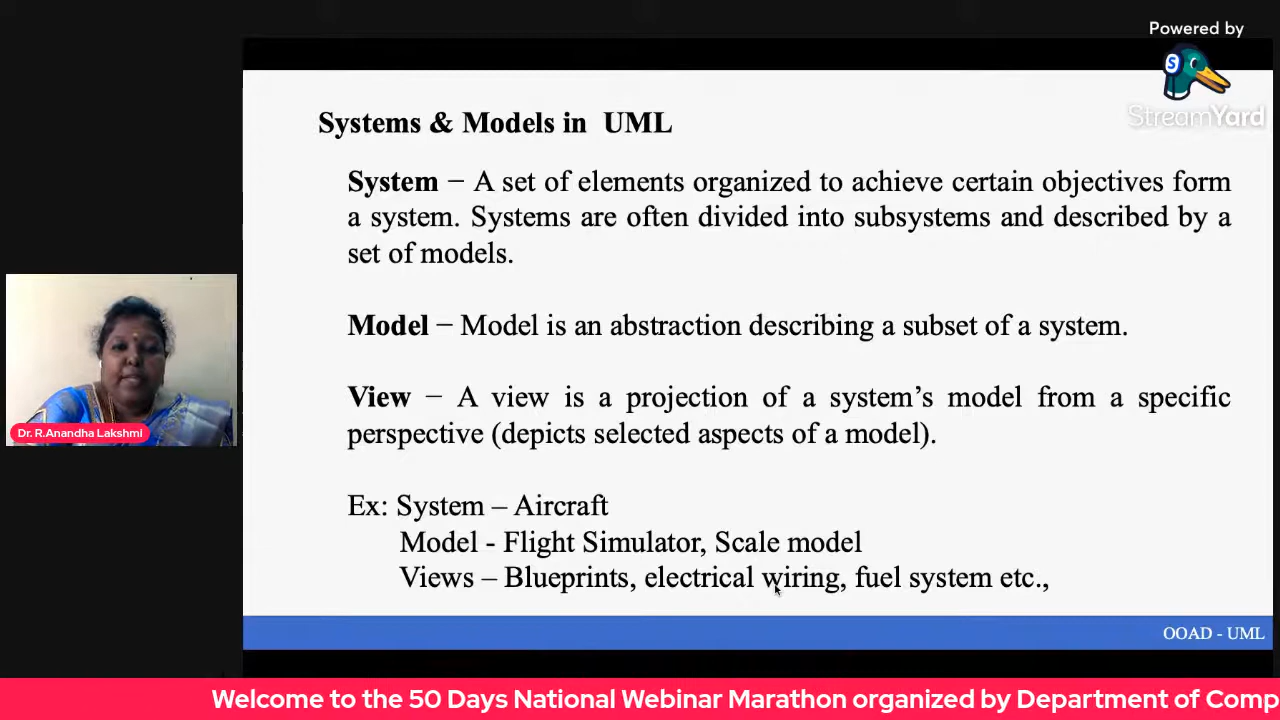 Powered by
StreamYard
Systems & Models in UML
System − A set of elements organized to achieve certain objectives form
a system. Systems are often divided into subsystems and described by a
set of models.
Model − Model is an abstraction describing a subset of a system.
View − A view is a projection of a system’s model from a specific
perspective (depicts selected aspects of a model).
Ex: System – Aircraft
Model - Flight Simulator, Scale model
Views – Blueprints, electrical wiring, fuel system etc.,
Dr. R.Anandha Lakshmi
OOAD - UML
Welcome to the 50 Days National Webinar Marathon organized by Department of Comp